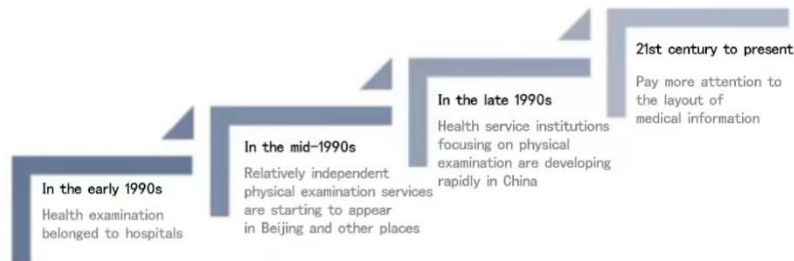 In the early 1990s
Health examination
belonged to hospitals
In the mid-1990s
Relatively independent
physical examination services
are starting to appear
in Beijing and other places
In the late 1990s
Health service institutions
focusing on physical
examination are developing
rapidly in China
21st century to present
Pay more attention to
the layout of
medical information